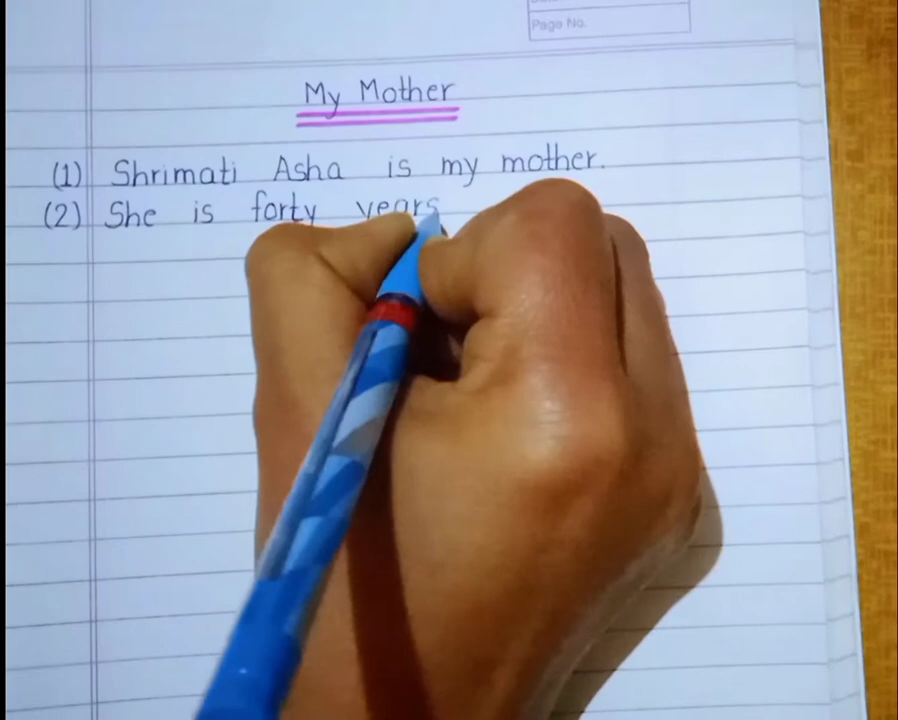 Page No.
My Mother
(1) Shrimati Asha is my mother.
(2) She is forty years